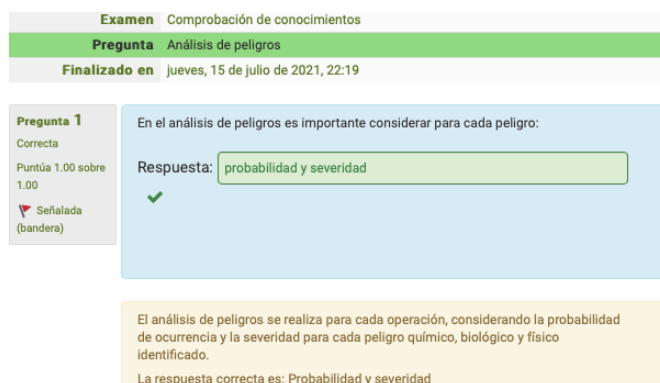 Examen Comprobación de conocimientos
Pregunta Análisis de peligros
Finalizado en jueves, 15 de julio de 2021, 22:19
Pregunta 1
Correcta
Puntúa 1.00 sobre
1.00
Señalada
(bandera)
En el análisis de peligros es importante considerar para cada peligro:
Respuesta: probabilidad y severidad
El análisis de peligros se realiza para cada operación, considerando la probabilidad
de ocurrencia y la severidad para cada peligro químico, biológico y físico
identificado.
La respuesta correcta es: Probabilidad y severidad